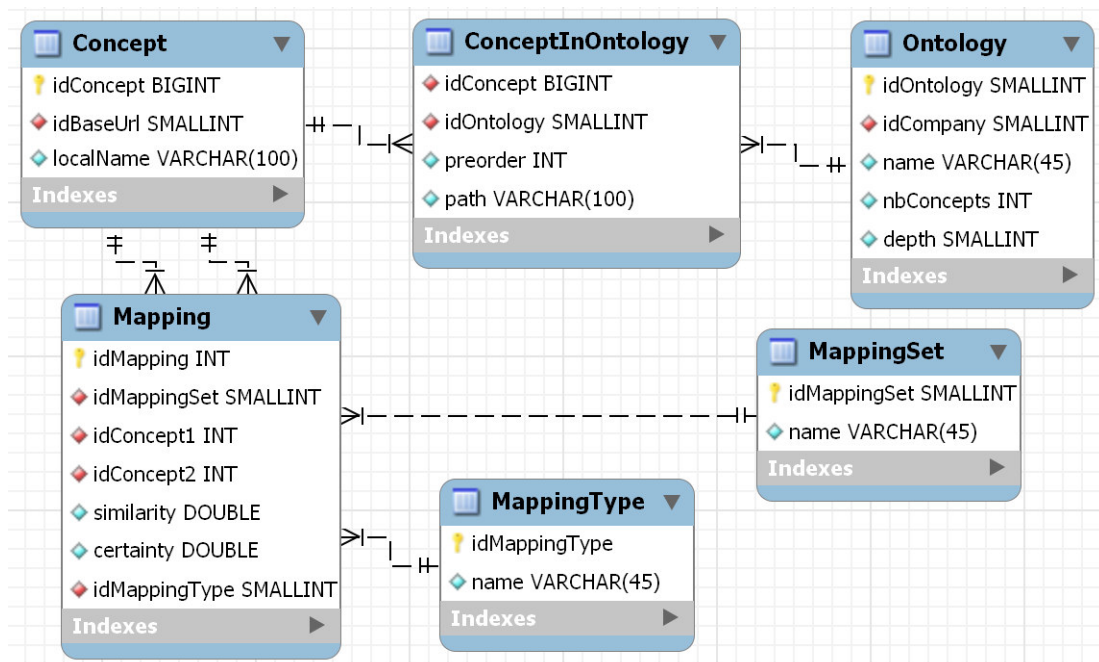 Concept
idConcept BIGINT
idBaseUrl SMALLINT
localName VARCHAR(100)
Indexes
ConceptInOntology
idConcept BIGINT
idOntology SMALLINT
preorder INT
path VARCHAR(100)
Indexes
Ontology
idOntology SMALLINT
idCompany SMALLINT
name VARCHAR(45)
nbConcepts INT
depth SMALLINT
Indexes
Mapping
idMapping INT
idMappingSet SMALLINT
idConcept1 INT
idConcept2 INT
similarity DOUBLE
certainty DOUBLE
idMappingType SMALLINT
Indexes
MappingSet
idMappingSet SMALLINT
name VARCHAR(45)
Indexes
MappingType
idMappingType
name VARCHAR(45)
Indexes